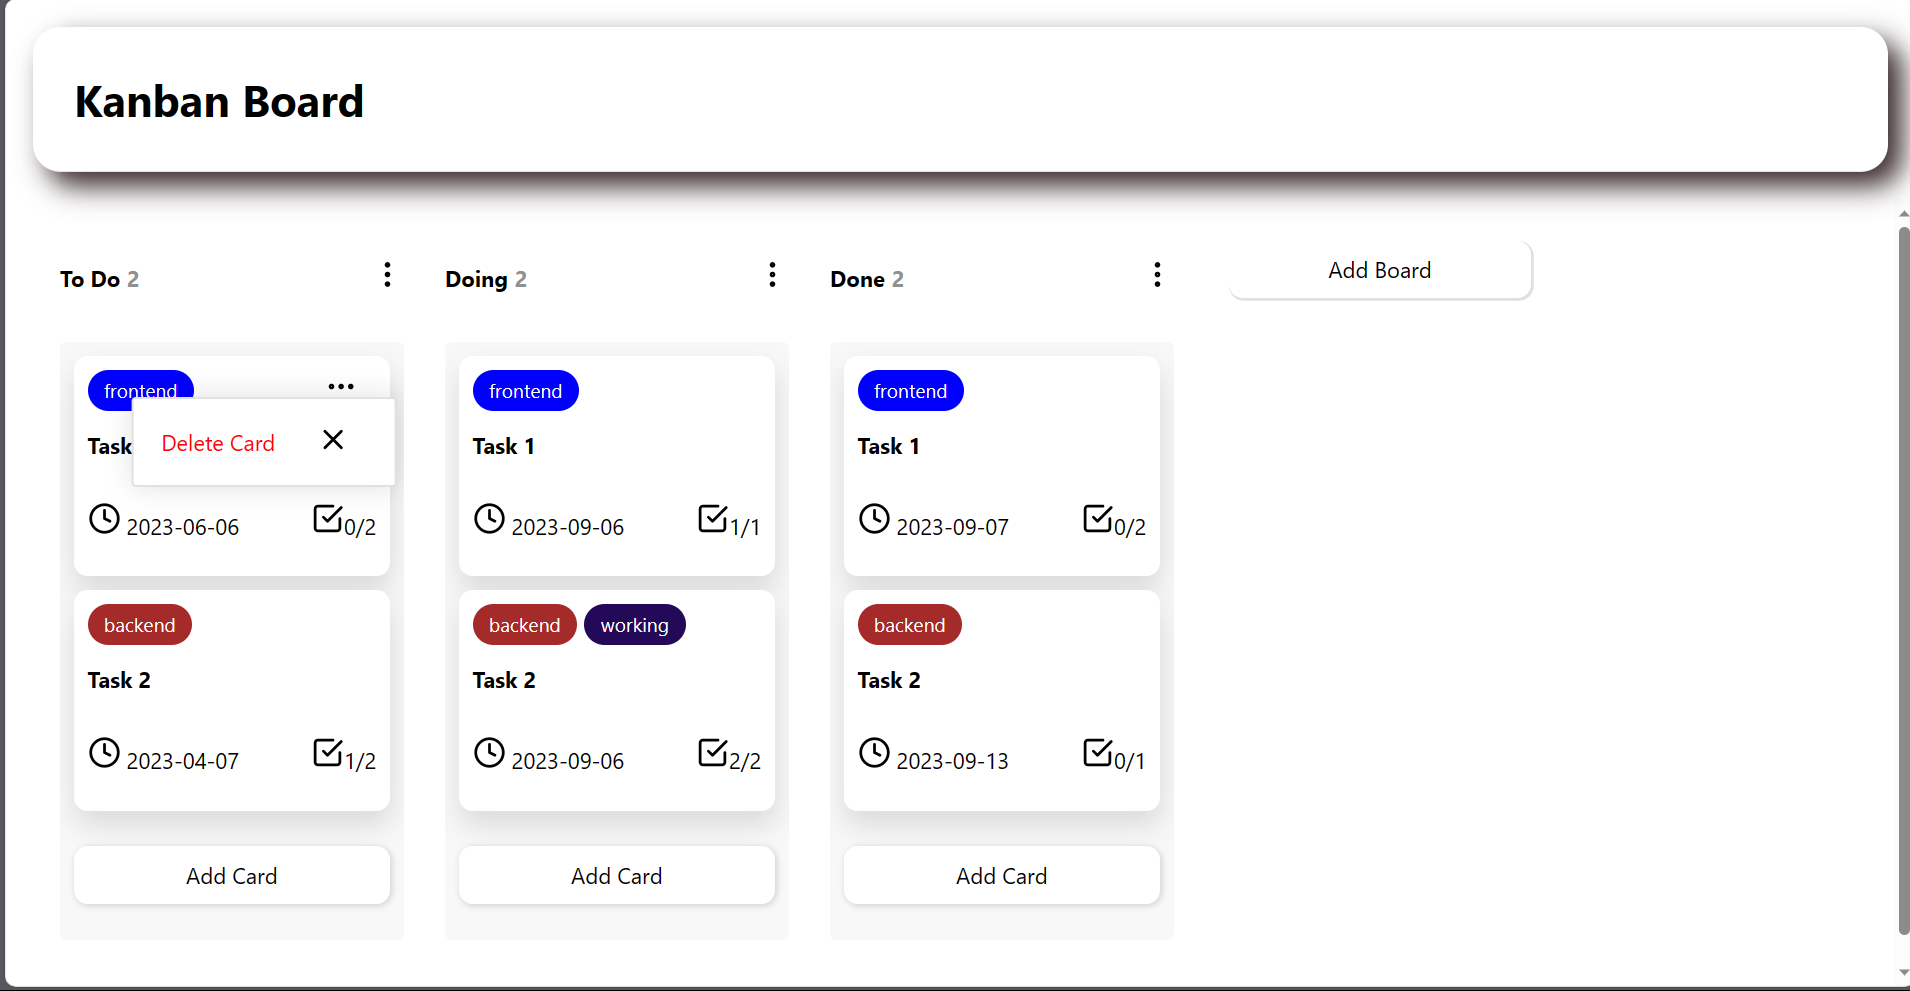 Kanban Board
To Do 2
Doing 2
Done 2
Add Board
frontend
Task
Delete Card
2023-06-06
0/2
backend
Task 2
2023-04-07
1/2
Add Card
frontend
Task 1
2023-09-06
1/1
backend working
Task 2
2023-09-06
2/2
Add Card
frontend
Task 1
2023-09-07
0/2
backend
Task 2
2023-09-13
0/1
Add Card